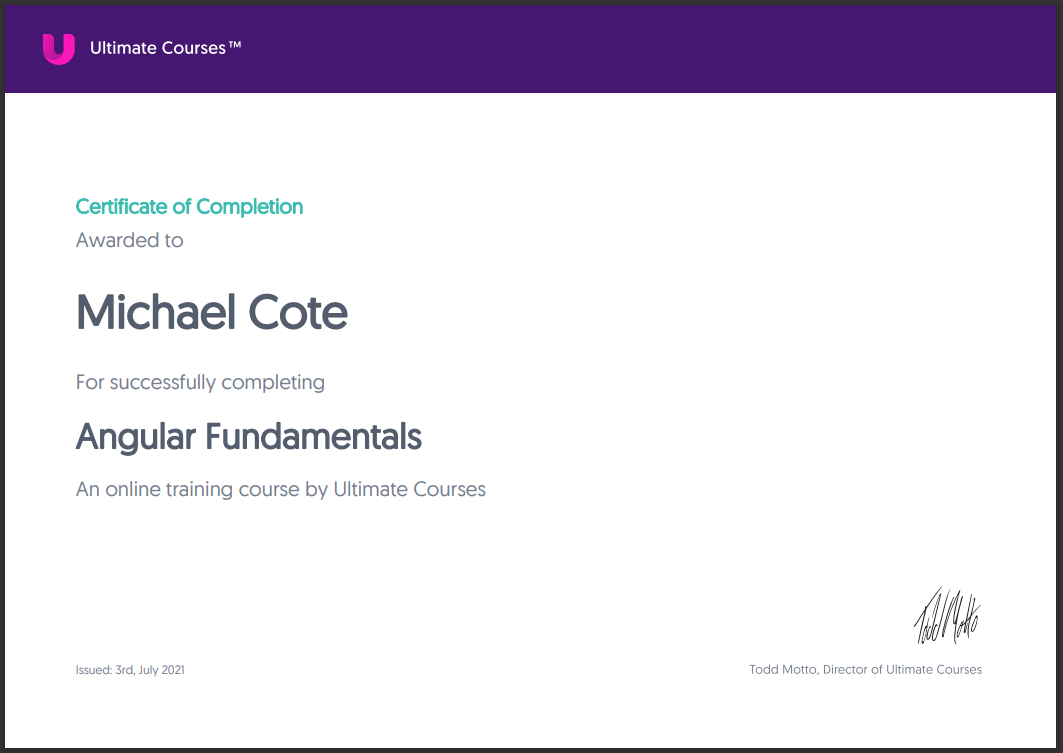 Ultimate Courses™
Certificate of Completion
Awarded to
Michael Cote
For successfully completing
Angular Fundamentals
An online training course by Ultimate Courses
Todd Motto
Issued: 3rd, July 2021
Todd Motto, Director of Ultimate Courses